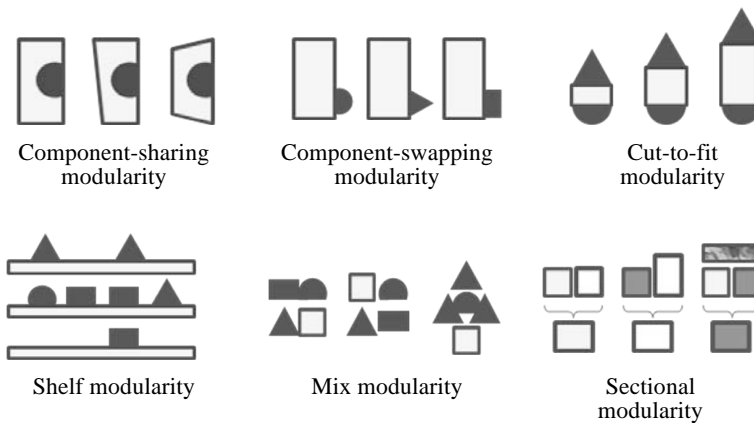 Component-sharing
modularity
Component-swapping
modularity
Cut-to-fit
modularity
Shelf modularity
Mix modularity
Sectional
modularity